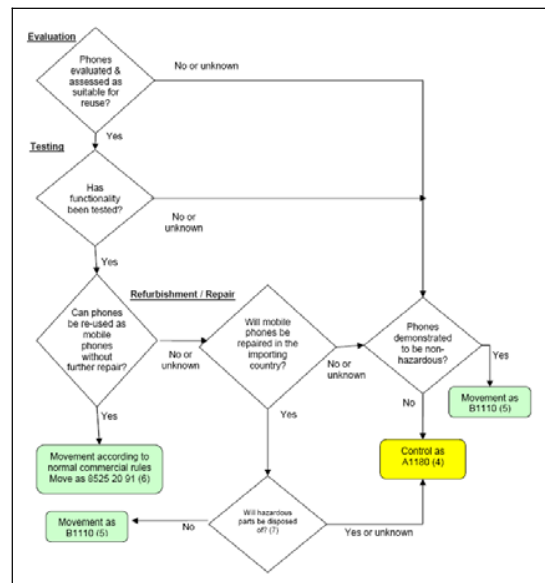 Evaluation
Phones
evaluated &
assessed as
suitable for
reuse?
No or unknown
Yes
Testing
Has
functionality
been tested?
No or
unknown
Yes
Refurbishment / Repair
Can phones
be re-used as
mobile
phones
without
further repair?
No or
unknown
Will mobile
phones be
repaired in the
importing
country?
No or
unknown
Phones
demonstrated
to be non-
hazardous?
Yes
Movement as
B1110 (5)
No
Control as
A1180 (4)
Yes
Movement according to
normal commercial rules
Move as 8525 20 91 (6)
Yes
Will hazardous
parts be disposed
of? (7)
No
Movement as
B1110 (5)
Yes or unknown